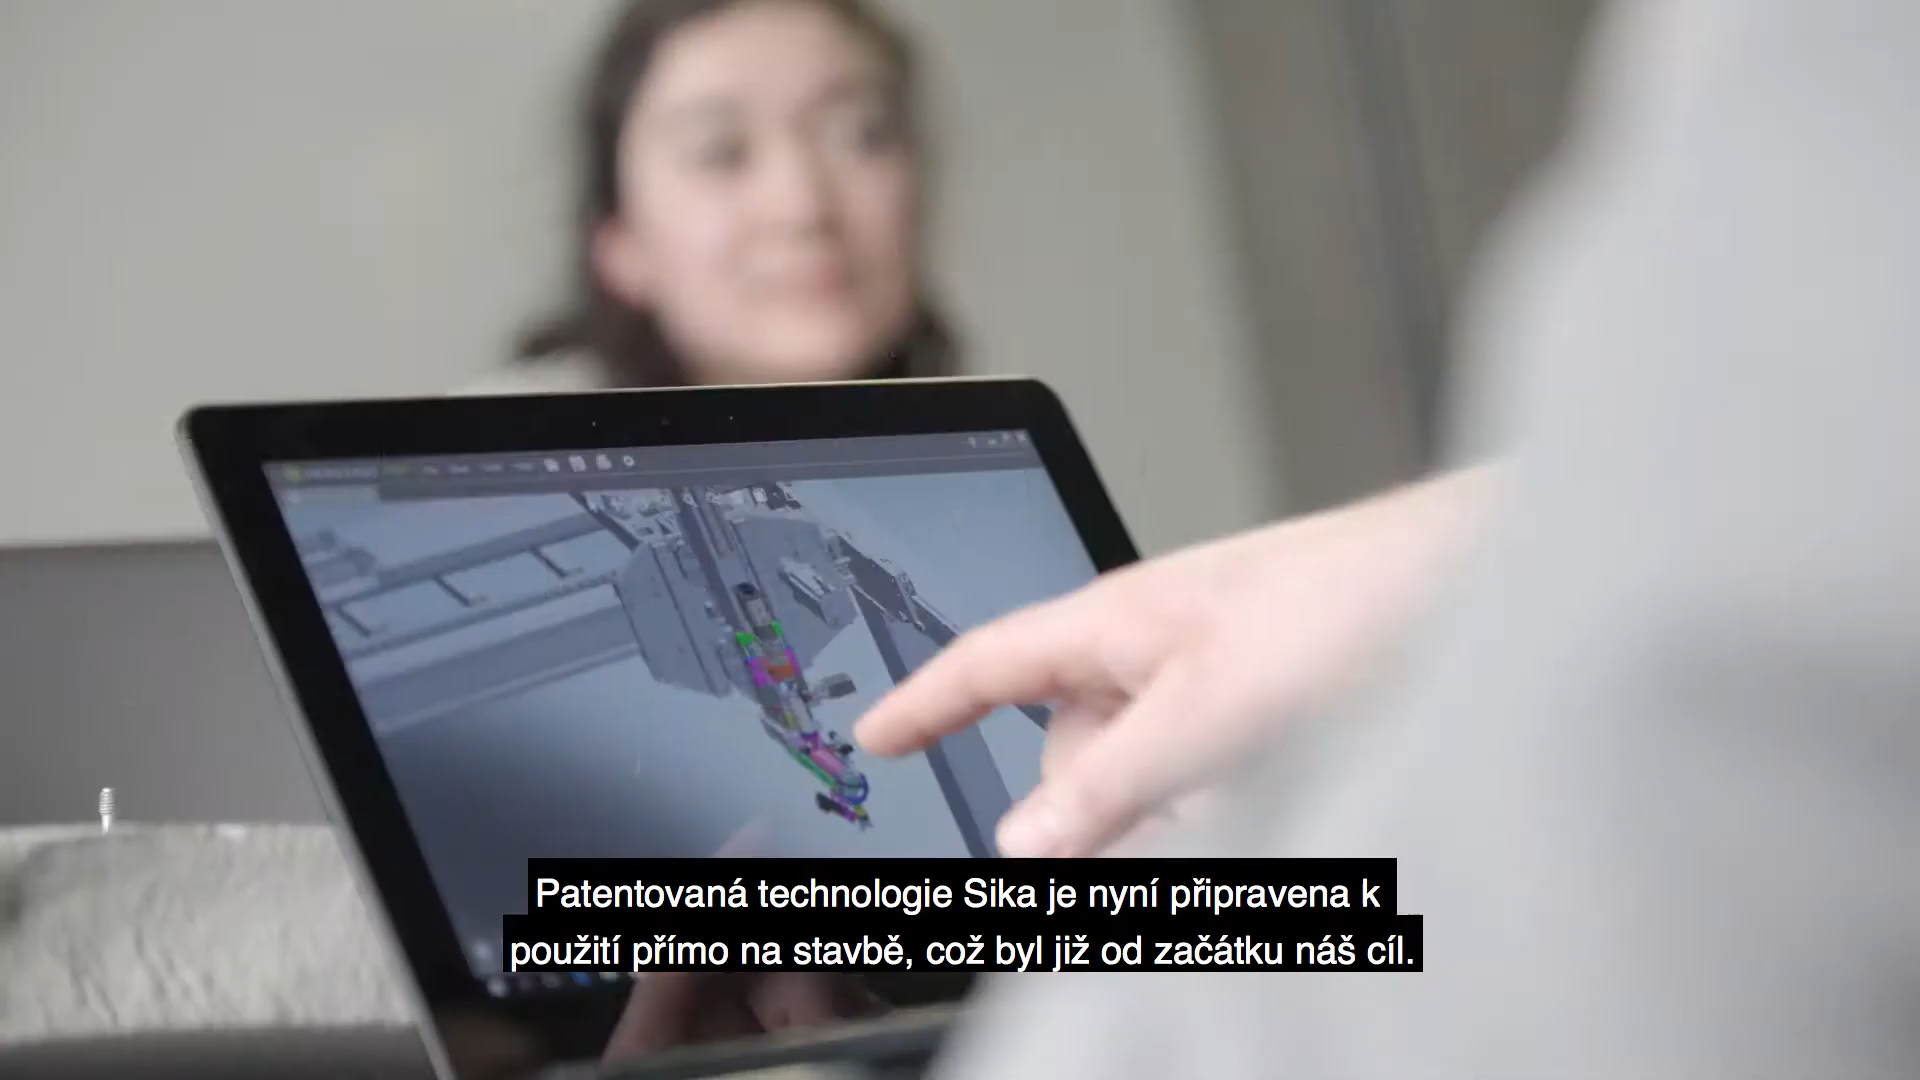 Patentovaná technologie Sika je nyní připravena k
použití přímo na stavbě, což byl již od začátku náš cíl.